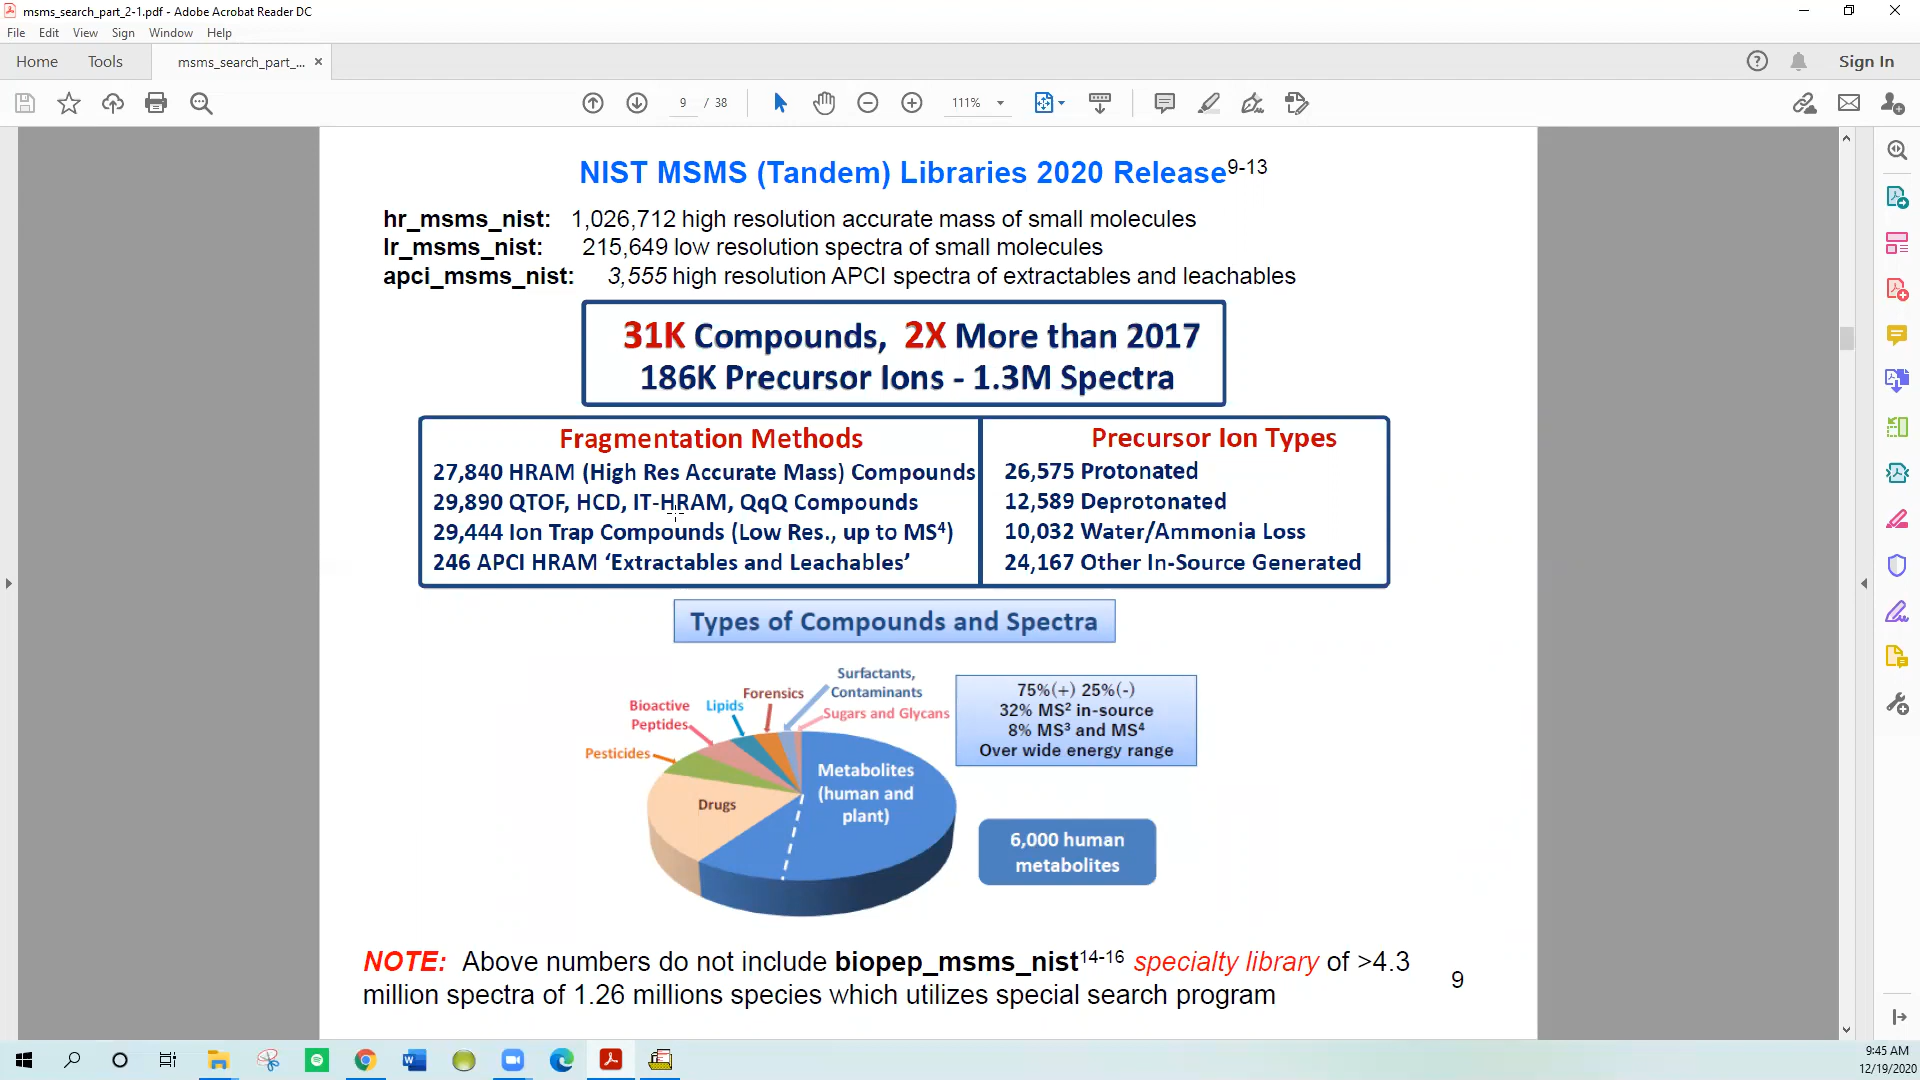 msms_search_part_2-1.pdf - Adobe Acrobat Reader DC
File Edit View Sign Window Help
Home Tools msms_search_part_... × Sign In
9 / 38 111%
NIST MSMS (Tandem) Libraries 2020 Release9-13
hr_msms_nist: 1,026,712 high resolution accurate mass of small molecules
lr_msms_nist: 215,649 low resolution spectra of small molecules
apci_msms_nist: 3,555 high resolution APCI spectra of extractables and leachables
31K Compounds, 2X More than 2017
186K Precursor Ions - 1.3M Spectra
Fragmentation Methods
27,840 HRAM (High Res Accurate Mass) Compounds
29,890 QTOF, HCD, IT-HRAM, QqQ Compounds
29,444 Ion Trap Compounds (Low Res., up to MS⁴)
246 APCI HRAM ‘Extractables and Leachables’
Precursor Ion Types
26,575 Protonated
12,589 Deprotonated
10,032 Water/Ammonia Loss
24,167 Other In-Source Generated
Types of Compounds and Spectra
Surfactants,
Contaminants
Forensics
Lipids
Bioactive
Peptides
Sugars and Glycans
Pesticides
Drugs
Metabolites
(human and
plant)
75%(+) 25%(-)
32% MS² in-source
8% MS³ and MS⁴
Over wide energy range
6,000 human
metabolites
NOTE: Above numbers do not include biopep_msms_nist14-16 specialty library of >4.3
million spectra of 1.26 millions species which utilizes special search program
9
9:45 AM
12/19/2020